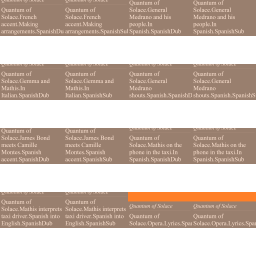 Quantum of Quantum of Quantum of Quantum of
Solace.French Solace.French Solace.General Solace.General
accent.Making accent.Making Medrano and his Medrano and his
arrangements.SpanishDub arrangements.SpanishSub people.In people.In
Spanish.SpanishDub Spanish.SpanishSub
Quantum of Quantum of Quantum of Quantum of
Solace.Gemma and Solace.Gemma and Solace.General Solace.General
Mathis.In Mathis.In Medrano Medrano
Italian.SpanishDub Italian.SpanishSub shouts.Spanish.SpanishD shouts.Spanish.SpanishS
Quantum of Quantum of Quantum of Quantum of
Solace.James Bond Solace.James Bond Solace.Mathis on the Solace.Mathis on the
meets Camille meets Camille phone in the taxi.In phone in the taxi.In
Montes.Spanish Montes.Spanish Spanish.SpanishDub Spanish.SpanishSub
accent.SpanishDub accent.SpanishSub
Quantum of Quantum of Quantum of Solace Quantum of Solace
Solace.Mathis interprets Solace.Mathis interprets Quantum of Quantum of
taxi driver.Spanish into taxi driver.Spanish into Solace.Opera.Lyrics.Spa Solace.Opera.Lyrics.Spa
English.SpanishDub English.SpanishSub